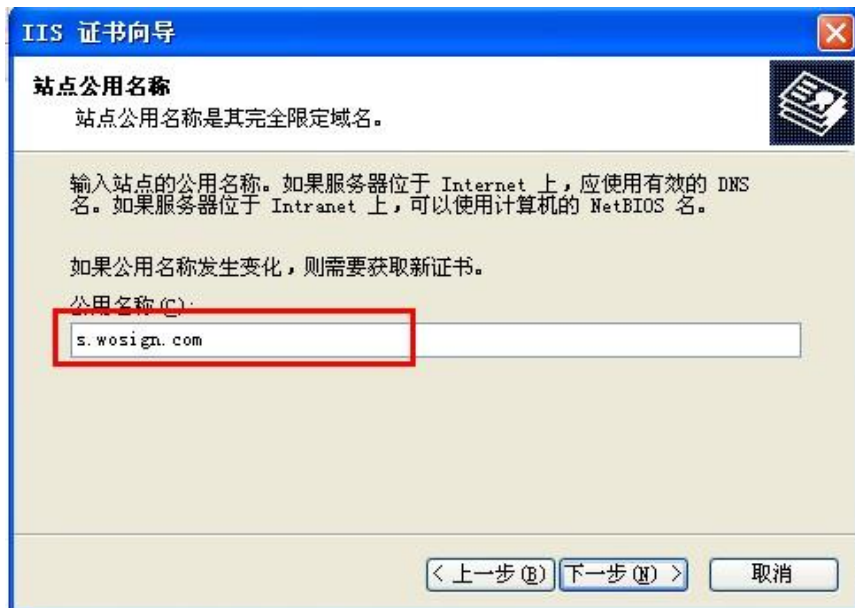 IIS 证书向导
站点公用名称
站点公用名称是其完全限定域名。
输入站点的公用名称。如果服务器位于 Internet 上，应使用有效的 DNS
名。如果服务器位于 Intranet 上，可以使用计算机的 NetBIOS 名。
如果公用名称发生变化，则需要获取新证书。
公用名称(C):
s.wosign.com
< 上一步(B) 下一步(N) > 取消